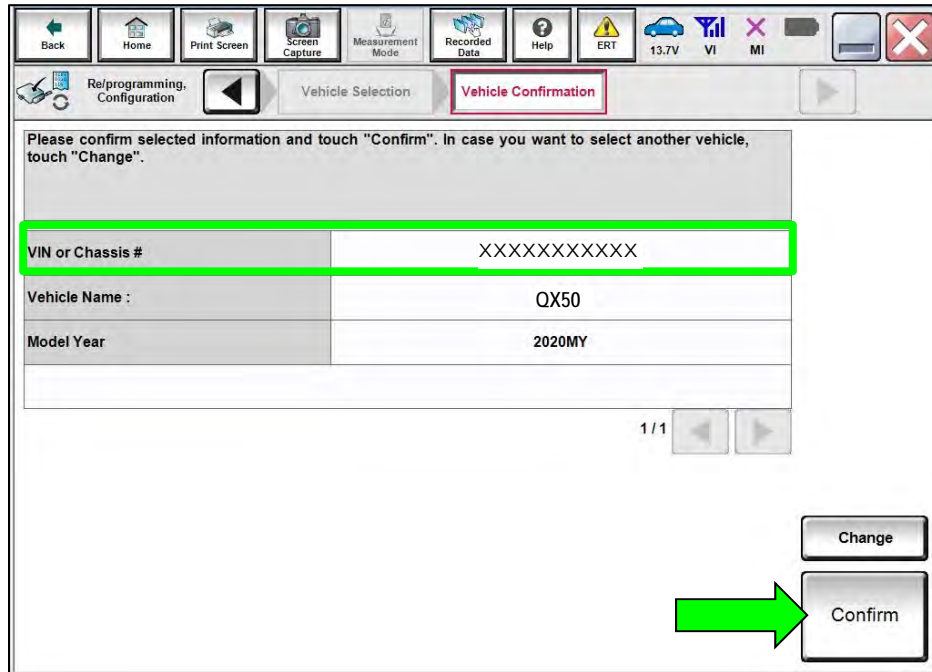 Back
Home
Print Screen
Screen
Capture
Measurement
Mode
Recorded
Data
Help
ERT
13.7V
VI
MI
Re/programming,
Configuration
Vehicle Selection
Vehicle Confirmation
Please confirm selected information and touch "Confirm". In case you want to select another vehicle,
touch "Change".
VIN or Chassis #
XXXXXXXXXXX
Vehicle Name :
QX50
Model Year
2020MY
1/1
Change
Confirm